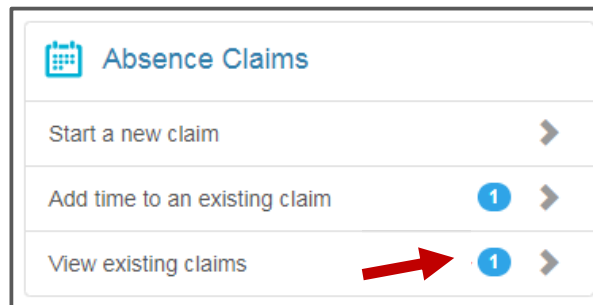 Absence Claims
Start a new claim
Add time to an existing claim 1
View existing claims 1